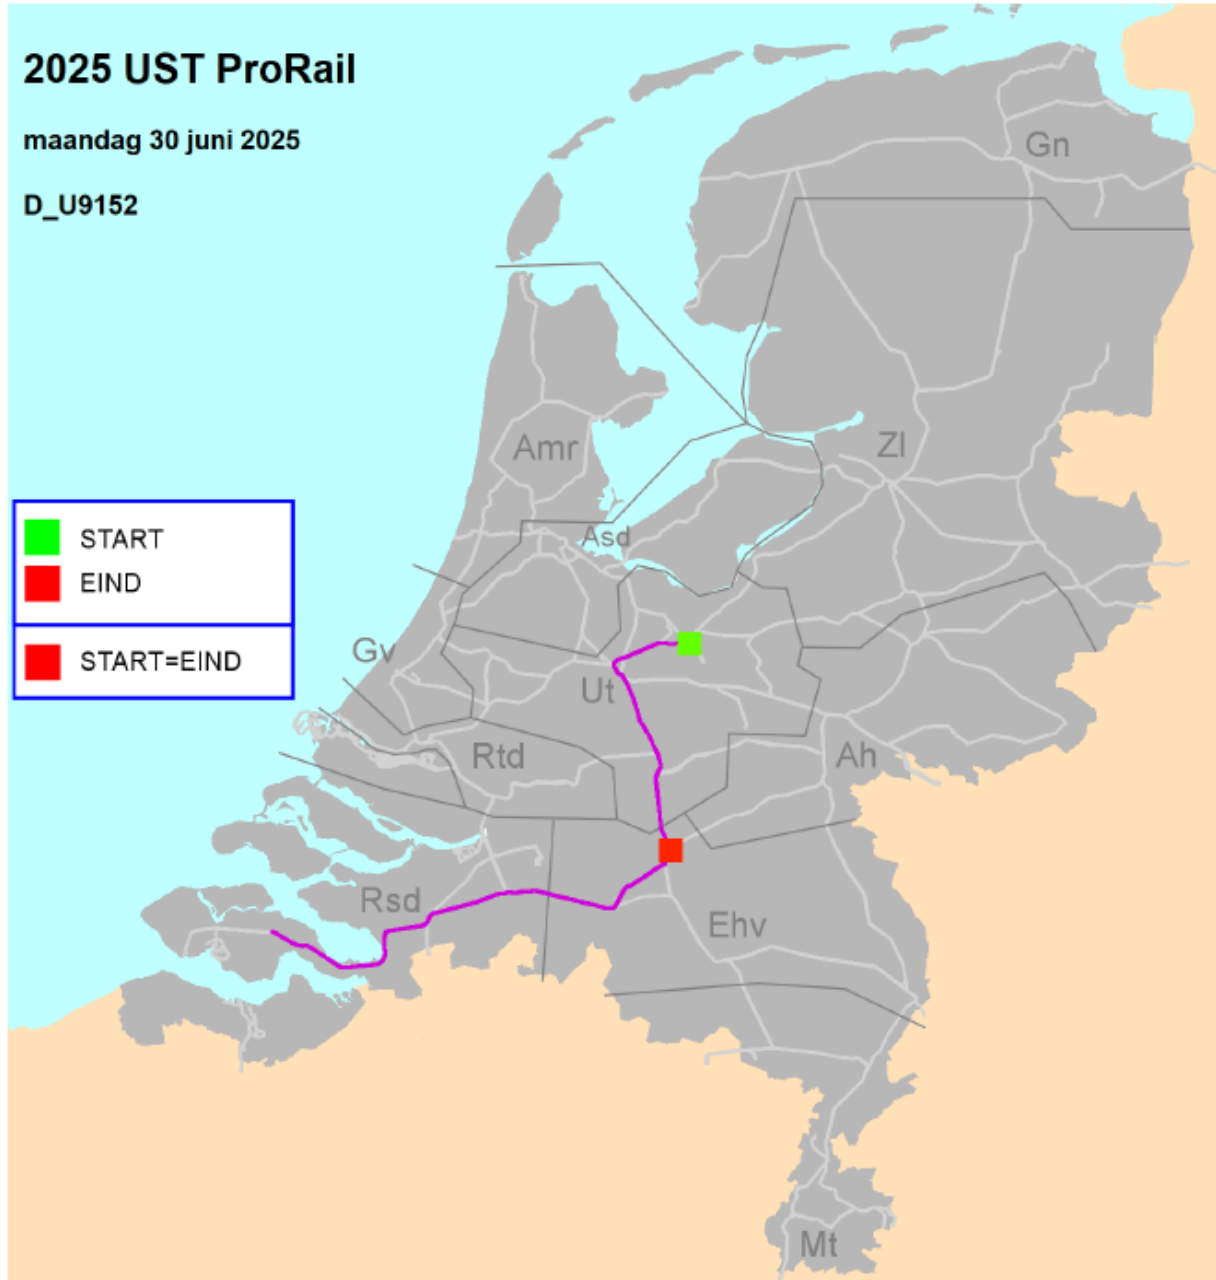 2025 UST ProRail
maandag 30 juni 2025
D_U9152
Gn
Amr
Zl
Asd
START
EIND
START=EIND
Gv
Ut
Rtd
Ah
Rsd
Ehv
Mt